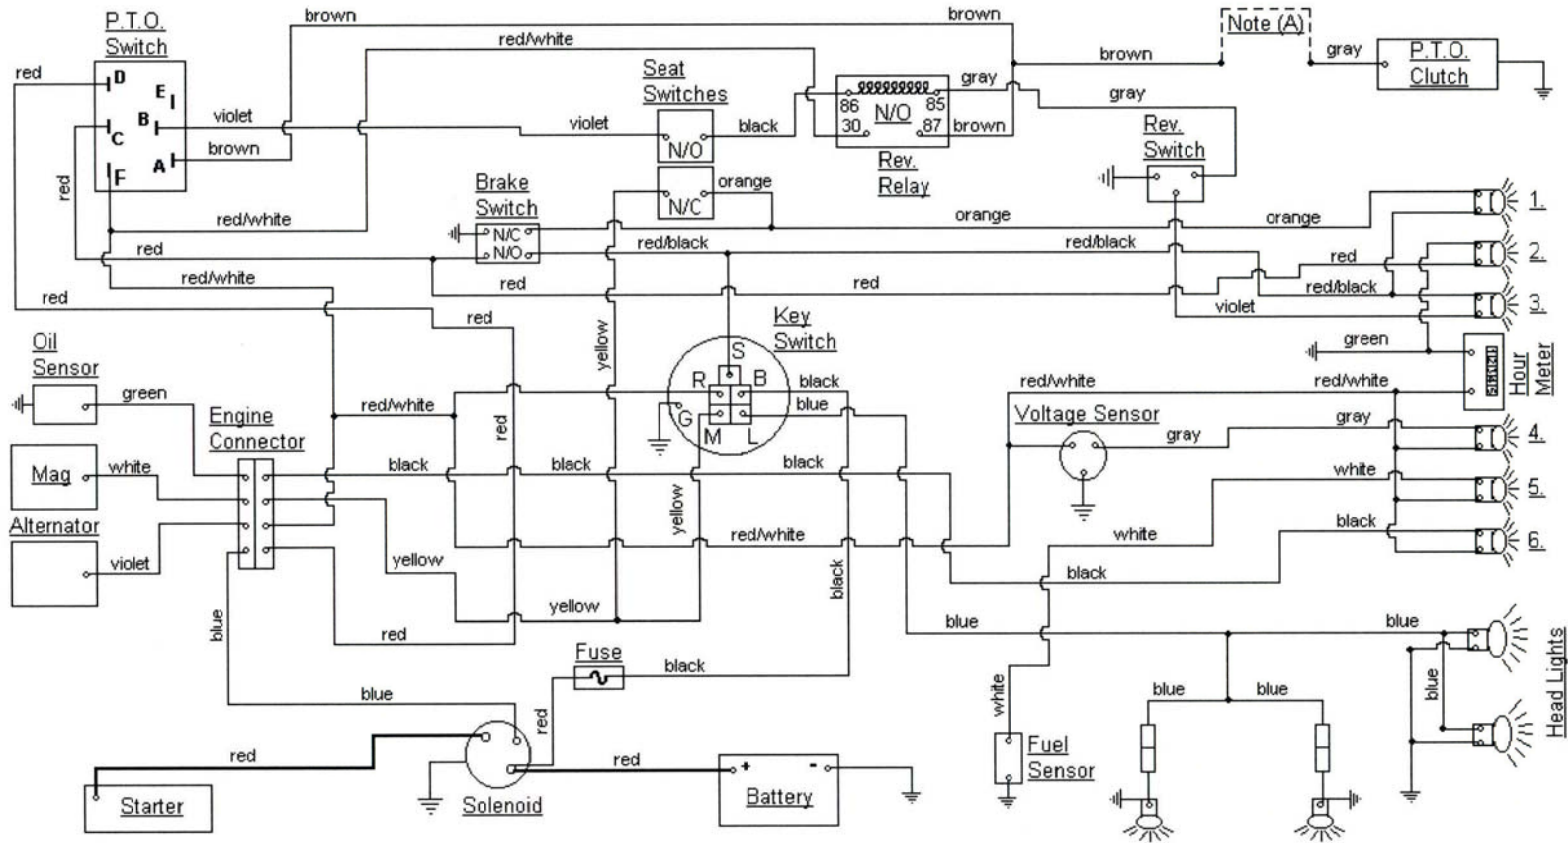 brown
brown
P.T.O.
Switch
red/white
Note (A)
brown
gray
P.T.O.
Clutch
red
D
E
B
C
A
F
violet
brown
violet
Seat
Switches
N/O
N/C
black
orange
86
85
N/O
30
87
gray
brown
Rev.
Relay
gray
Rev.
Switch
red
Brake
Switch
N/C
N/O
red/white
red
red/white
red
orange
orange
red/black
red/black
red
red
red
red/black
violet
1.
2.
3.
red
yellow
Key
Switch
S
R
B
G
M
L
black
blue
green
Hour
Meter
Oil
Sensor
green
Engine
Connector
red/white
red
red/white
red/white
Voltage Sensor
gray
gray
4.
Mag
white
black
black
black
white
5.
Alternator
violet
yellow
yellow
red/white
white
black
6.
black
black
blue
yellow
red
blue
blue
Fuse
black
blue
red
white
blue
blue
blue
Head Lights
red
Starter
Solenoid
red
+
-
Battery
Fuel
Sensor